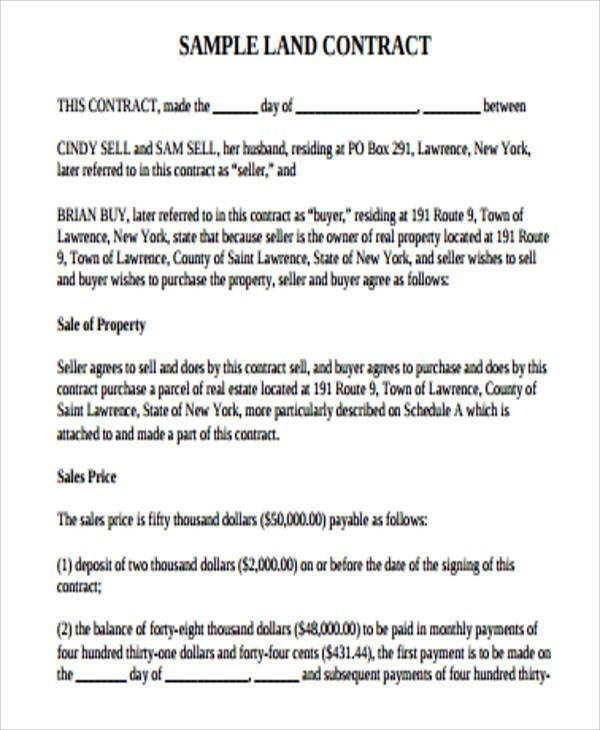 SAMPLE LAND CONTRACT
THIS CONTRACT, made the _______ day of __________________, _________ between
CINDY SELL and SAM SELL, her husband, residing at PO Box 291, Lawrence, New York,
later referred to in this contract as "seller," and
BRIAN BUY, later referred to in this contract as "buyer," residing at 191 Route 9, Town of
Lawrence, New York, state that because seller is the owner of real property located at 191 Route
9, Town of Lawrence, County of Saint Lawrence, State of New York, and seller wishes to sell
and buyer wishes to purchase the property, seller and buyer agree as follows:
Sale of Property
Seller agrees to sell and does by this contract sell, and buyer agrees to purchase and does by this
contract purchase a parcel of real estate located at 191 Route 9, Town of Lawrence, County of
Saint Lawrence, State of New York, more particularly described on Schedule A which is
attached to and made a part of this contract.
Sales Price
The sales price is fifty thousand dollars ($50,000.00) payable as follows:
(1) deposit of two thousand dollars ($2,000.00) on or before the date of the signing of this
contract;
(2) the balance of forty-eight thousand dollars ($48,000.00) to be paid in monthly payments of
four hundred thirty-one dollars and forty-four cents ($431.44), the first payment is to be made on
the ________ day of _____________, _______ and subsequent payments of four hundred thirty-